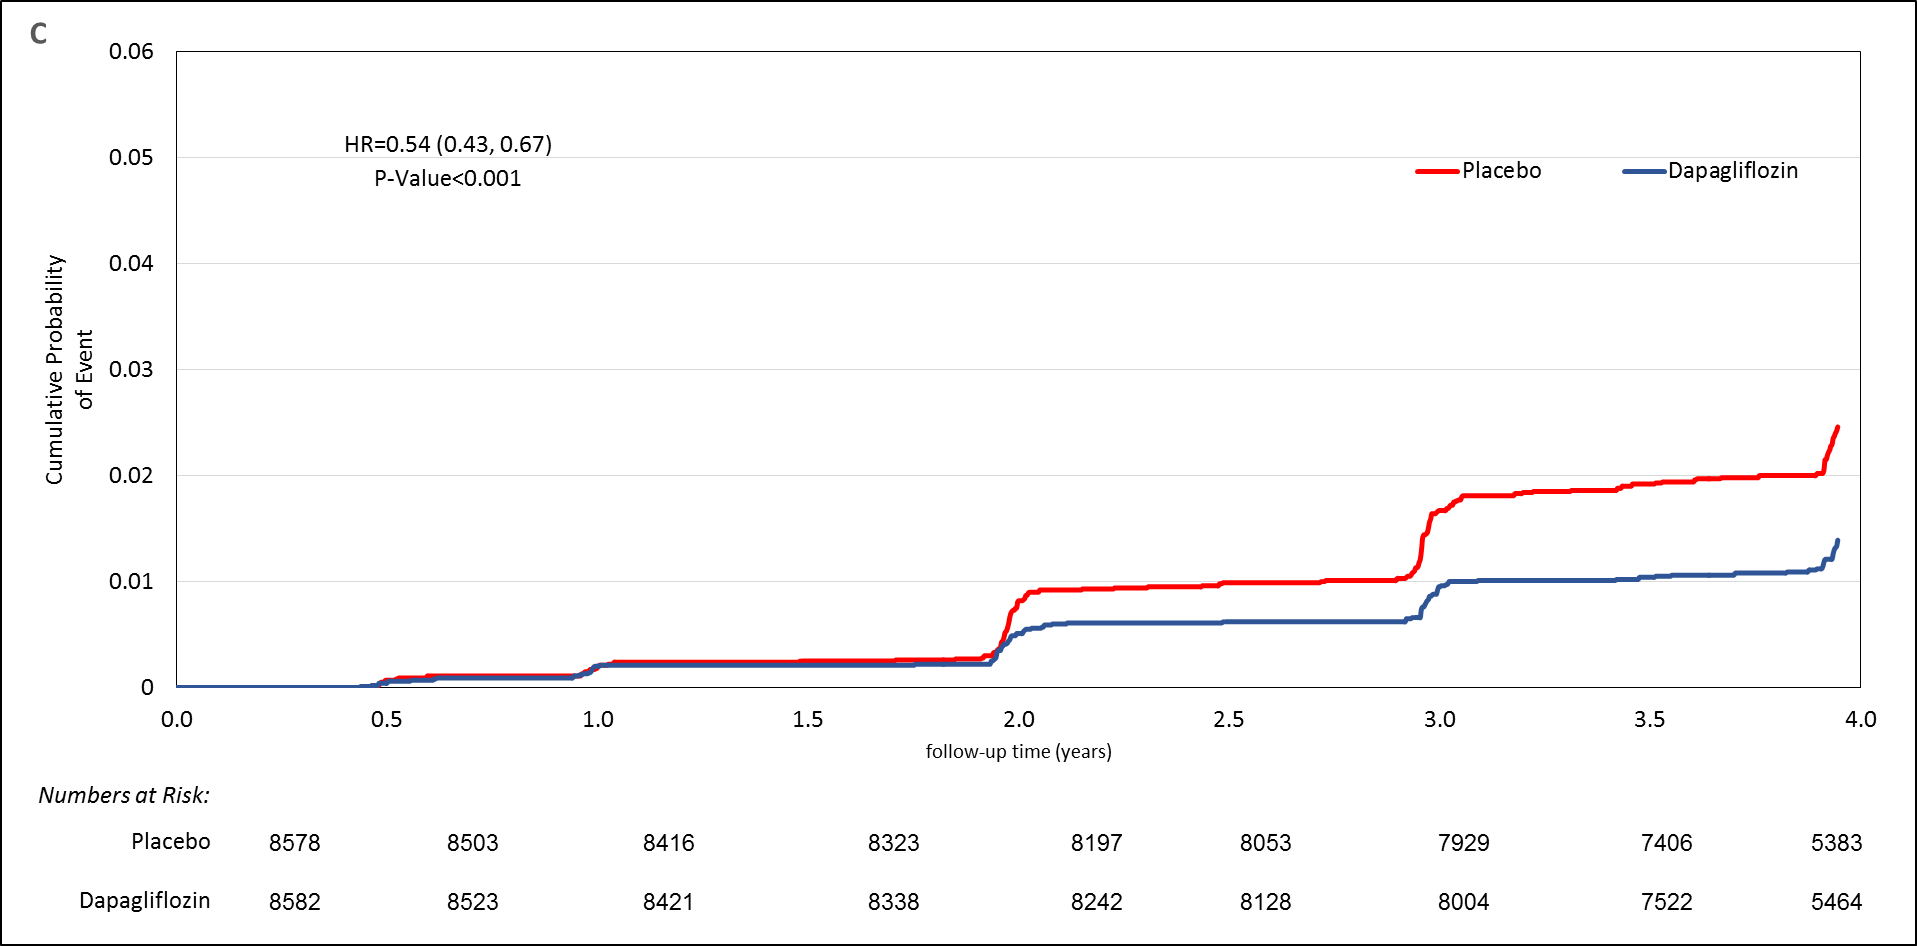 C
0.06
0.05
0.04
0.03
0.02
0.01
0
Cumulative Probability
of Event
HR=0.54 (0.43, 0.67)
P-Value<0.001
Placebo Dapagliflozin
0.0 0.5 1.0 1.5 2.0 2.5 3.0 3.5 4.0
follow-up time (years)
Numbers at Risk:
Placebo 8578 8503 8416 8323 8197 8053 7929 7406 5383
Dapagliflozin 8582 8523 8421 8338 8242 8128 8004 7522 5464